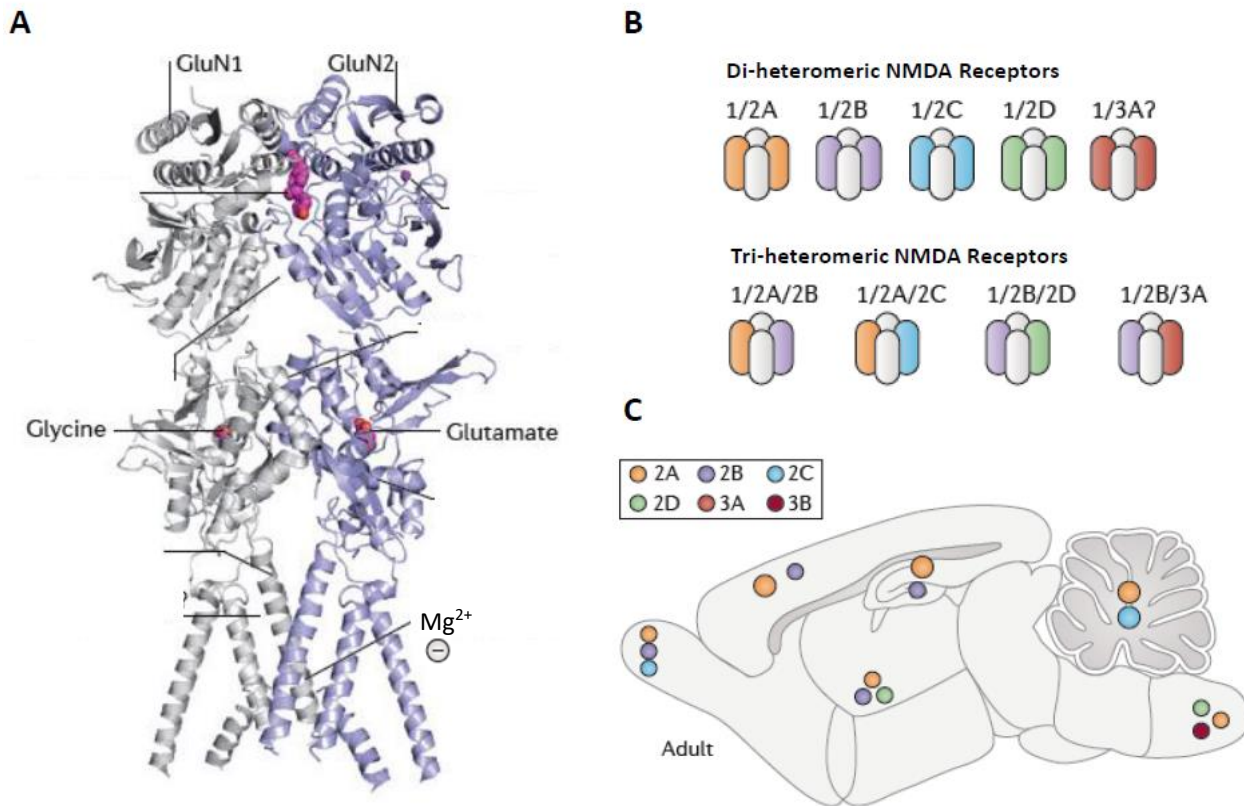 A
GluN1
GluN2
Glycine
Glutamate
Mg²⁺
B
Di-heteromeric NMDA Receptors
1/2A 1/2B 1/2C 1/2D 1/3A?
Tri-heteromeric NMDA Receptors
1/2A/2B 1/2A/2C 1/2B/2D 1/2B/3A
C
2A 2B 2C
2D 3A 3B
Adult